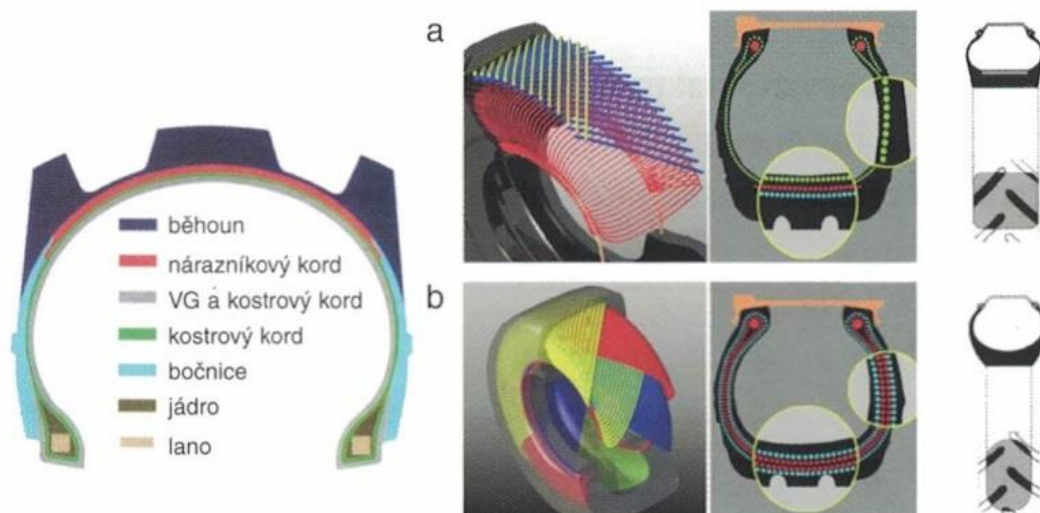 běhoun
nárazníkový kord
VG a kostrový kord
kostrový kord
bočnice
jádro
lano
a
b